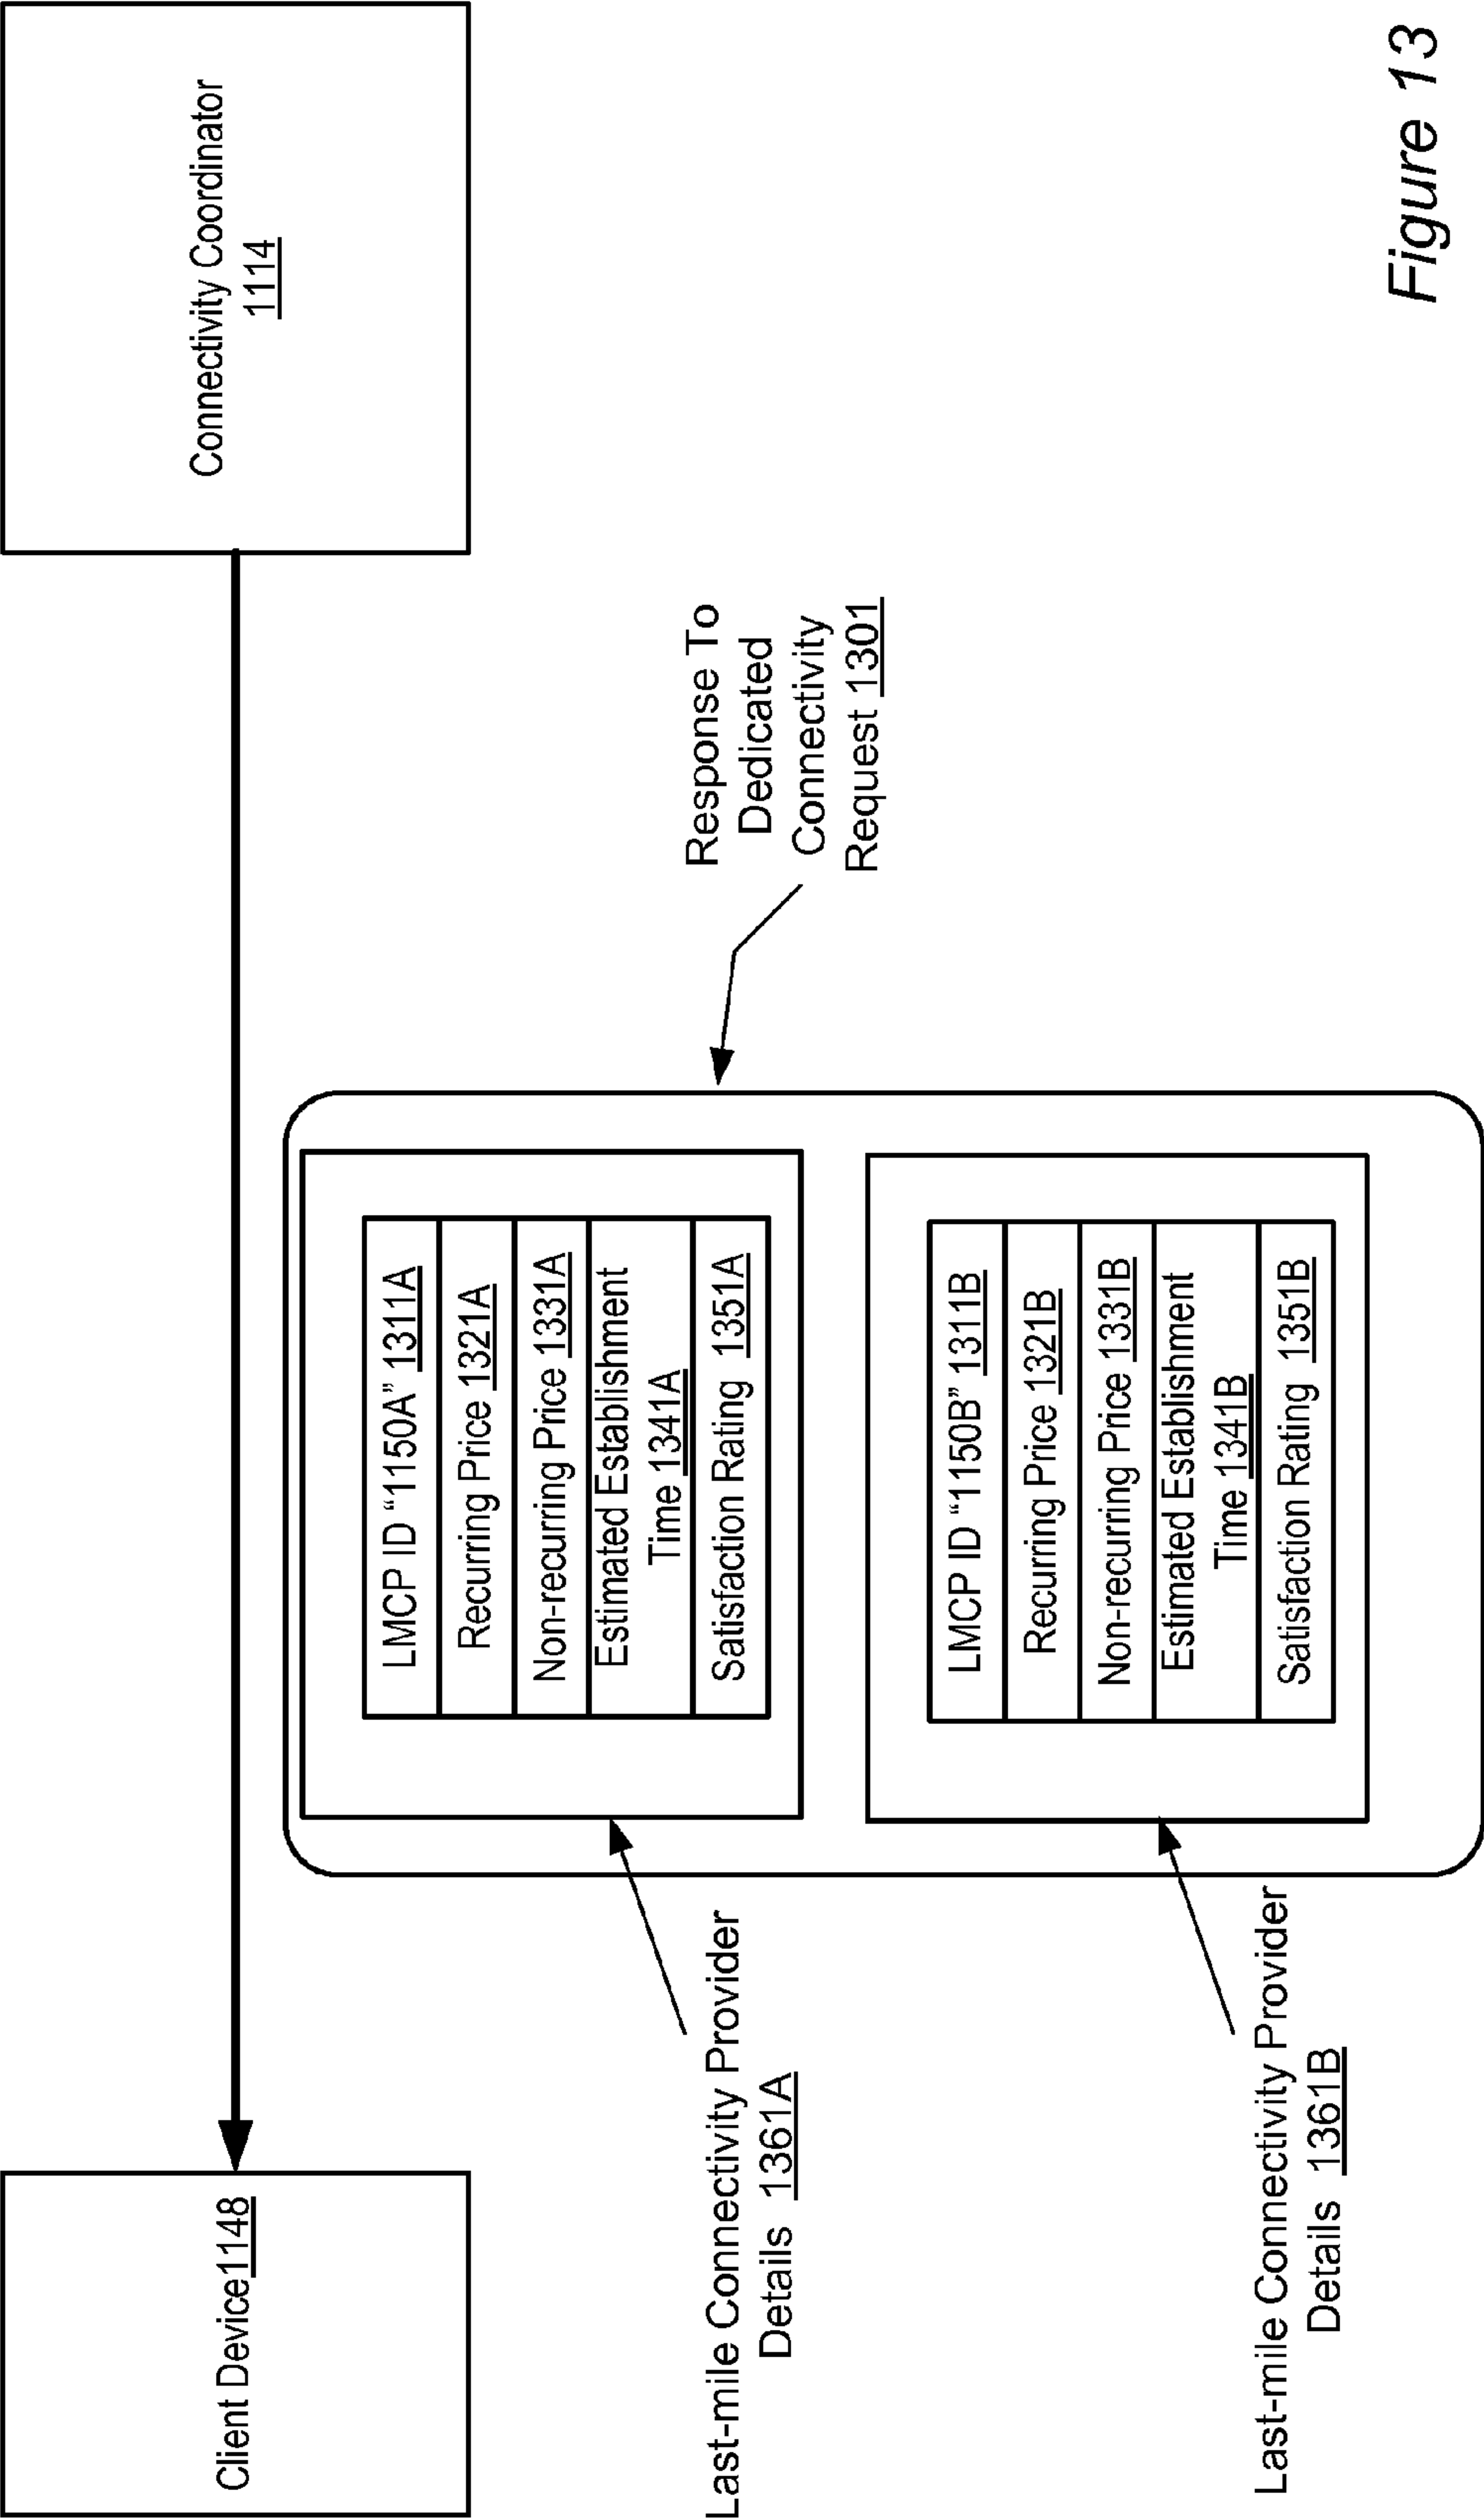 Client Device1148
Connectivity Coordinator
1114
Response To
Dedicated
Connectivity
Request 1301
LMCP ID “1150A” 1311A
Recurring Price 1321A
Non-recurring Price 1331A
Estimated Establishment
Time 1341A
Satisfaction Rating 1351A
Last-mile Connectivity Provider
Details 1361A
LMCP ID “1150B” 1311B
Recurring Price 1321B
Non-recurring Price 1331B
Estimated Establishment
Time 1341B
Satisfaction Rating 1351B
Last-mile Connectivity Provider
Details 1361B
Figure 13